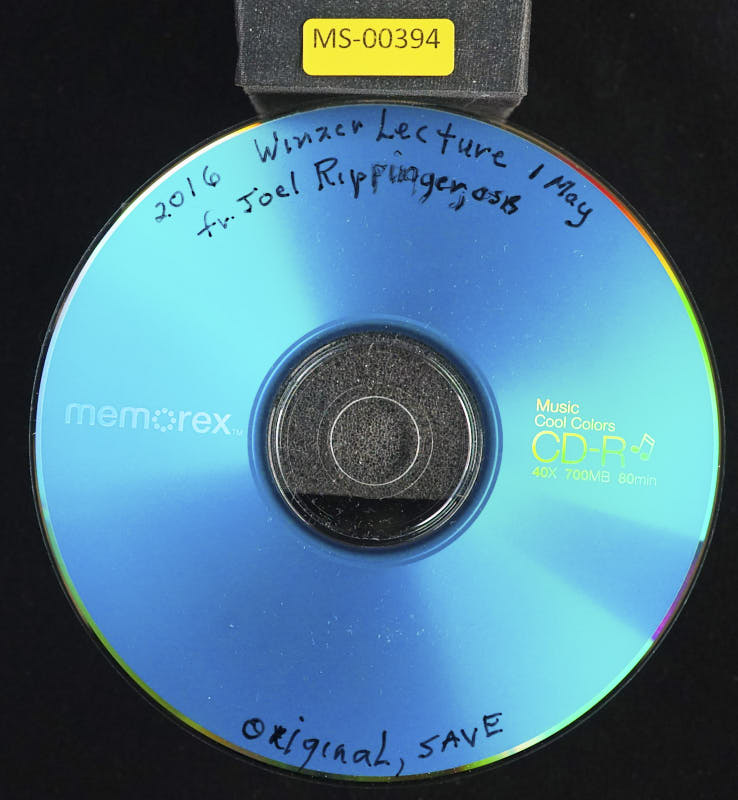 MS-00394
2016 Winzer Lecture 1 May
fr. Joel Rippinger, OSB
memorex™
Music
Cool Colors
CD-R
40X 700MB 80min
Original, SAVE